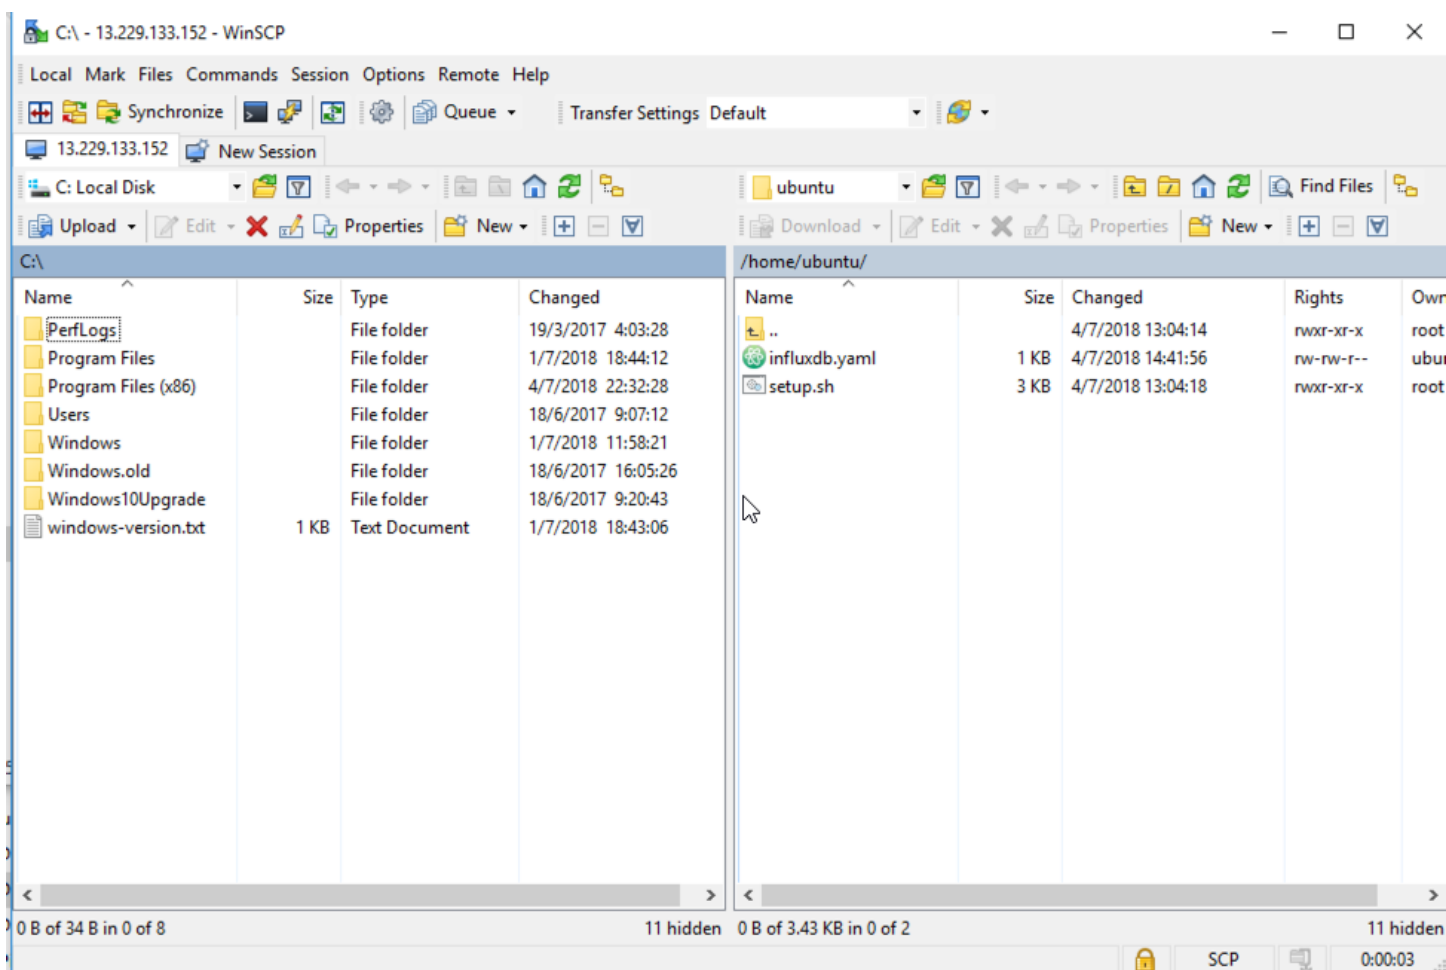 C:\ - 13.229.133.152 - WinSCP
Local Mark Files Commands Session Options Remote Help
Synchronize Queue Transfer Settings Default
13.229.133.152 New Session
C: Local Disk ubuntu Find Files
Upload Edit Properties New Download Edit Properties New
C:\ /home/ubuntu/
Name Size Type Changed
PerfLogs File folder 19/3/2017 4:03:28
Program Files File folder 1/7/2018 18:44:12
Program Files (x86) File folder 4/7/2018 22:32:28
Users File folder 18/6/2017 9:07:12
Windows File folder 1/7/2018 11:58:21
Windows.old File folder 18/6/2017 16:05:26
Windows10Upgrade File folder 18/6/2017 9:20:43
windows-version.txt 1 KB Text Document 1/7/2018 18:43:06
Name Size Changed Rights Own
.. 4/7/2018 13:04:14 rwxr-xr-x root
influxdb.yaml 1 KB 4/7/2018 14:41:56 rw-rw-r-- ubur
setup.sh 3 KB 4/7/2018 13:04:18 rwxr-xr-x root
0 B of 34 B in 0 of 8 11 hidden
0 B of 3.43 KB in 0 of 2 11 hidden
SCP 0:00:03